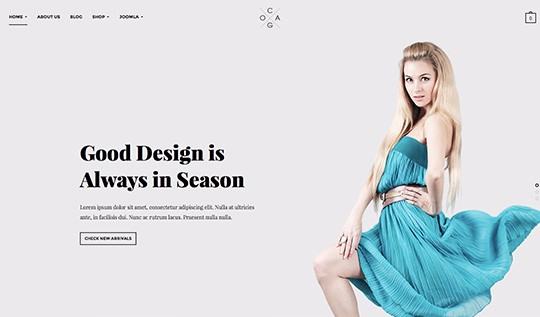 HOME ABOUT US BLOG SHOP JOOMLA
C
O A
G
0
Good Design is
Always in Season
Lorem ipsum dolor sit amet, consectetur adipiscing elit. Nulla at ultricies
ante, in facilisis dui. Nunc ac rutrum lacus. Praesent nulla nulla.
CHECK NEW ARRIVALS